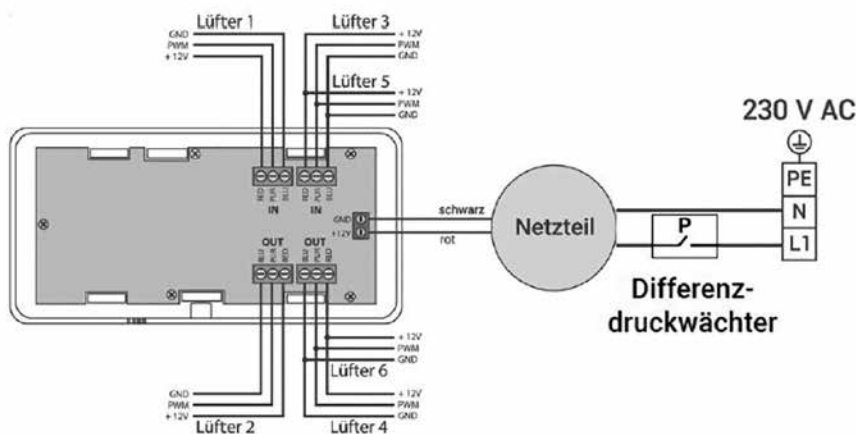 Lüfter 1
GND
PWM
+ 12V
Lüfter 3
+ 12V
PWM
GND
Lüfter 5
+ 12V
PWM
GND
230 V AC
PE
N
L1
RED
PUR
BLU
IN
RED
PUR
BLU
IN
GND
+12V
schwarz
rot
Netzteil
P
Differenz-
druckwächter
OUT
BLU
PUR
RED
OUT
BLU
PUR
RED
+ 12V
PWM
GND
Lüfter 6
GND
PWM
+ 12V
Lüfter 2
+ 12V
PWM
GND
Lüfter 4